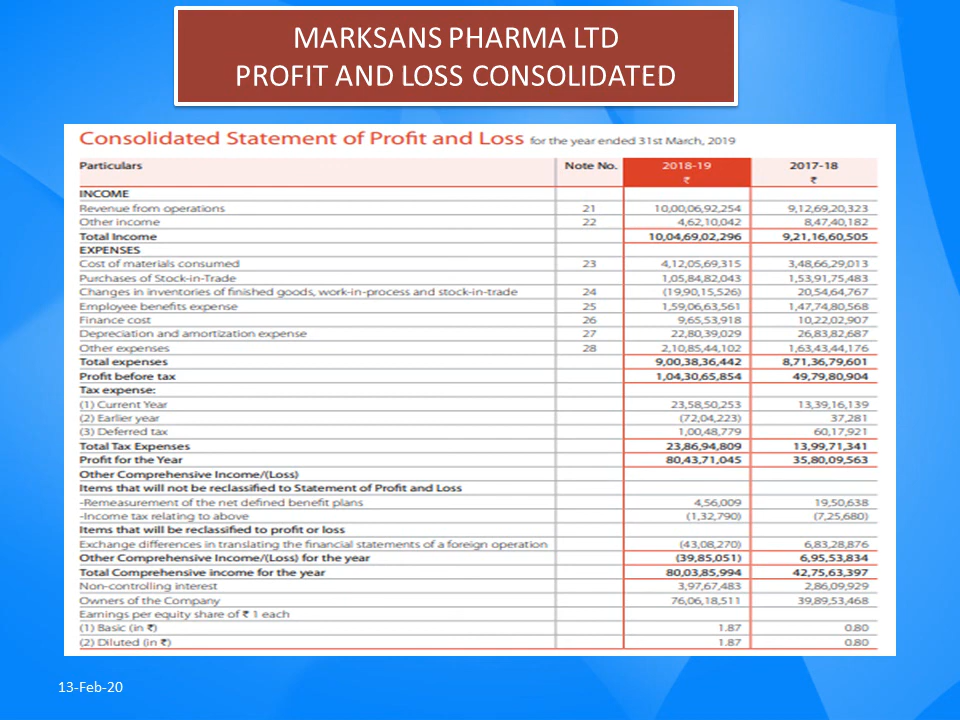 MARKSANS PHARMA LTD
PROFIT AND LOSS CONSOLIDATED
Consolidated Statement of Profit and Loss for the year ended 31st March, 2019
Particulars Note No. 2018-19 2017-18
₹ ₹
INCOME
Revenue from operations 21 10,00,06,92,254 9,12,69,20,323
Other income 22 4,62,10,042 8,47,40,182
Total Income 10,04,69,02,296 9,21,16,60,505
EXPENSES
Cost of materials consumed 23 4,12,05,69,315 3,48,66,29,013
Purchases of Stock-in-Trade 1,05,84,82,043 1,53,91,75,483
Changes in inventories of finished goods, work-in-process and stock-in-trade 24 (19,90,15,526) 20,54,64,767
Employee benefits expense 25 1,59,06,63,561 1,47,74,80,568
Finance cost 26 9,65,53,918 10,22,02,907
Depreciation and amortization expense 27 22,80,39,029 26,83,82,687
Other expenses 28 2,10,85,44,102 1,63,43,44,176
Total expenses 9,00,38,36,442 8,71,36,79,601
Profit before tax 1,04,30,65,854 49,79,80,904
Tax expense:
(1) Current Year 23,58,50,253 13,39,16,139
(2) Earlier year (72,04,223) 37,281
(3) Deferred tax 1,00,48,779 60,17,921
Total Tax Expenses 23,86,94,809 13,99,71,341
Profit for the Year 80,43,71,045 35,80,09,563
Other Comprehensive Income/(Loss)
Items that will not be reclassified to Statement of Profit and Loss
-Remeasurement of the net defined benefit plans 4,56,009 19,50,638
-Income tax relating to above (1,32,790) (7,25,680)
Items that will be reclassified to profit or loss
Exchange differences in translating the financial statements of a foreign operation (43,08,270) 6,83,28,876
Other Comprehensive Income/(Loss) for the year (39,85,051) 6,95,53,834
Total Comprehensive income for the year 80,03,85,994 42,75,63,397
Non-controlling interest 3,97,67,483 2,86,09,929
Owners of the Company 76,06,18,511 39,89,53,468
Earnings per equity share of ₹ 1 each
(1) Basic (in ₹) 1.87 0.80
(2) Diluted (in ₹) 1.87 0.80
13-Feb-20